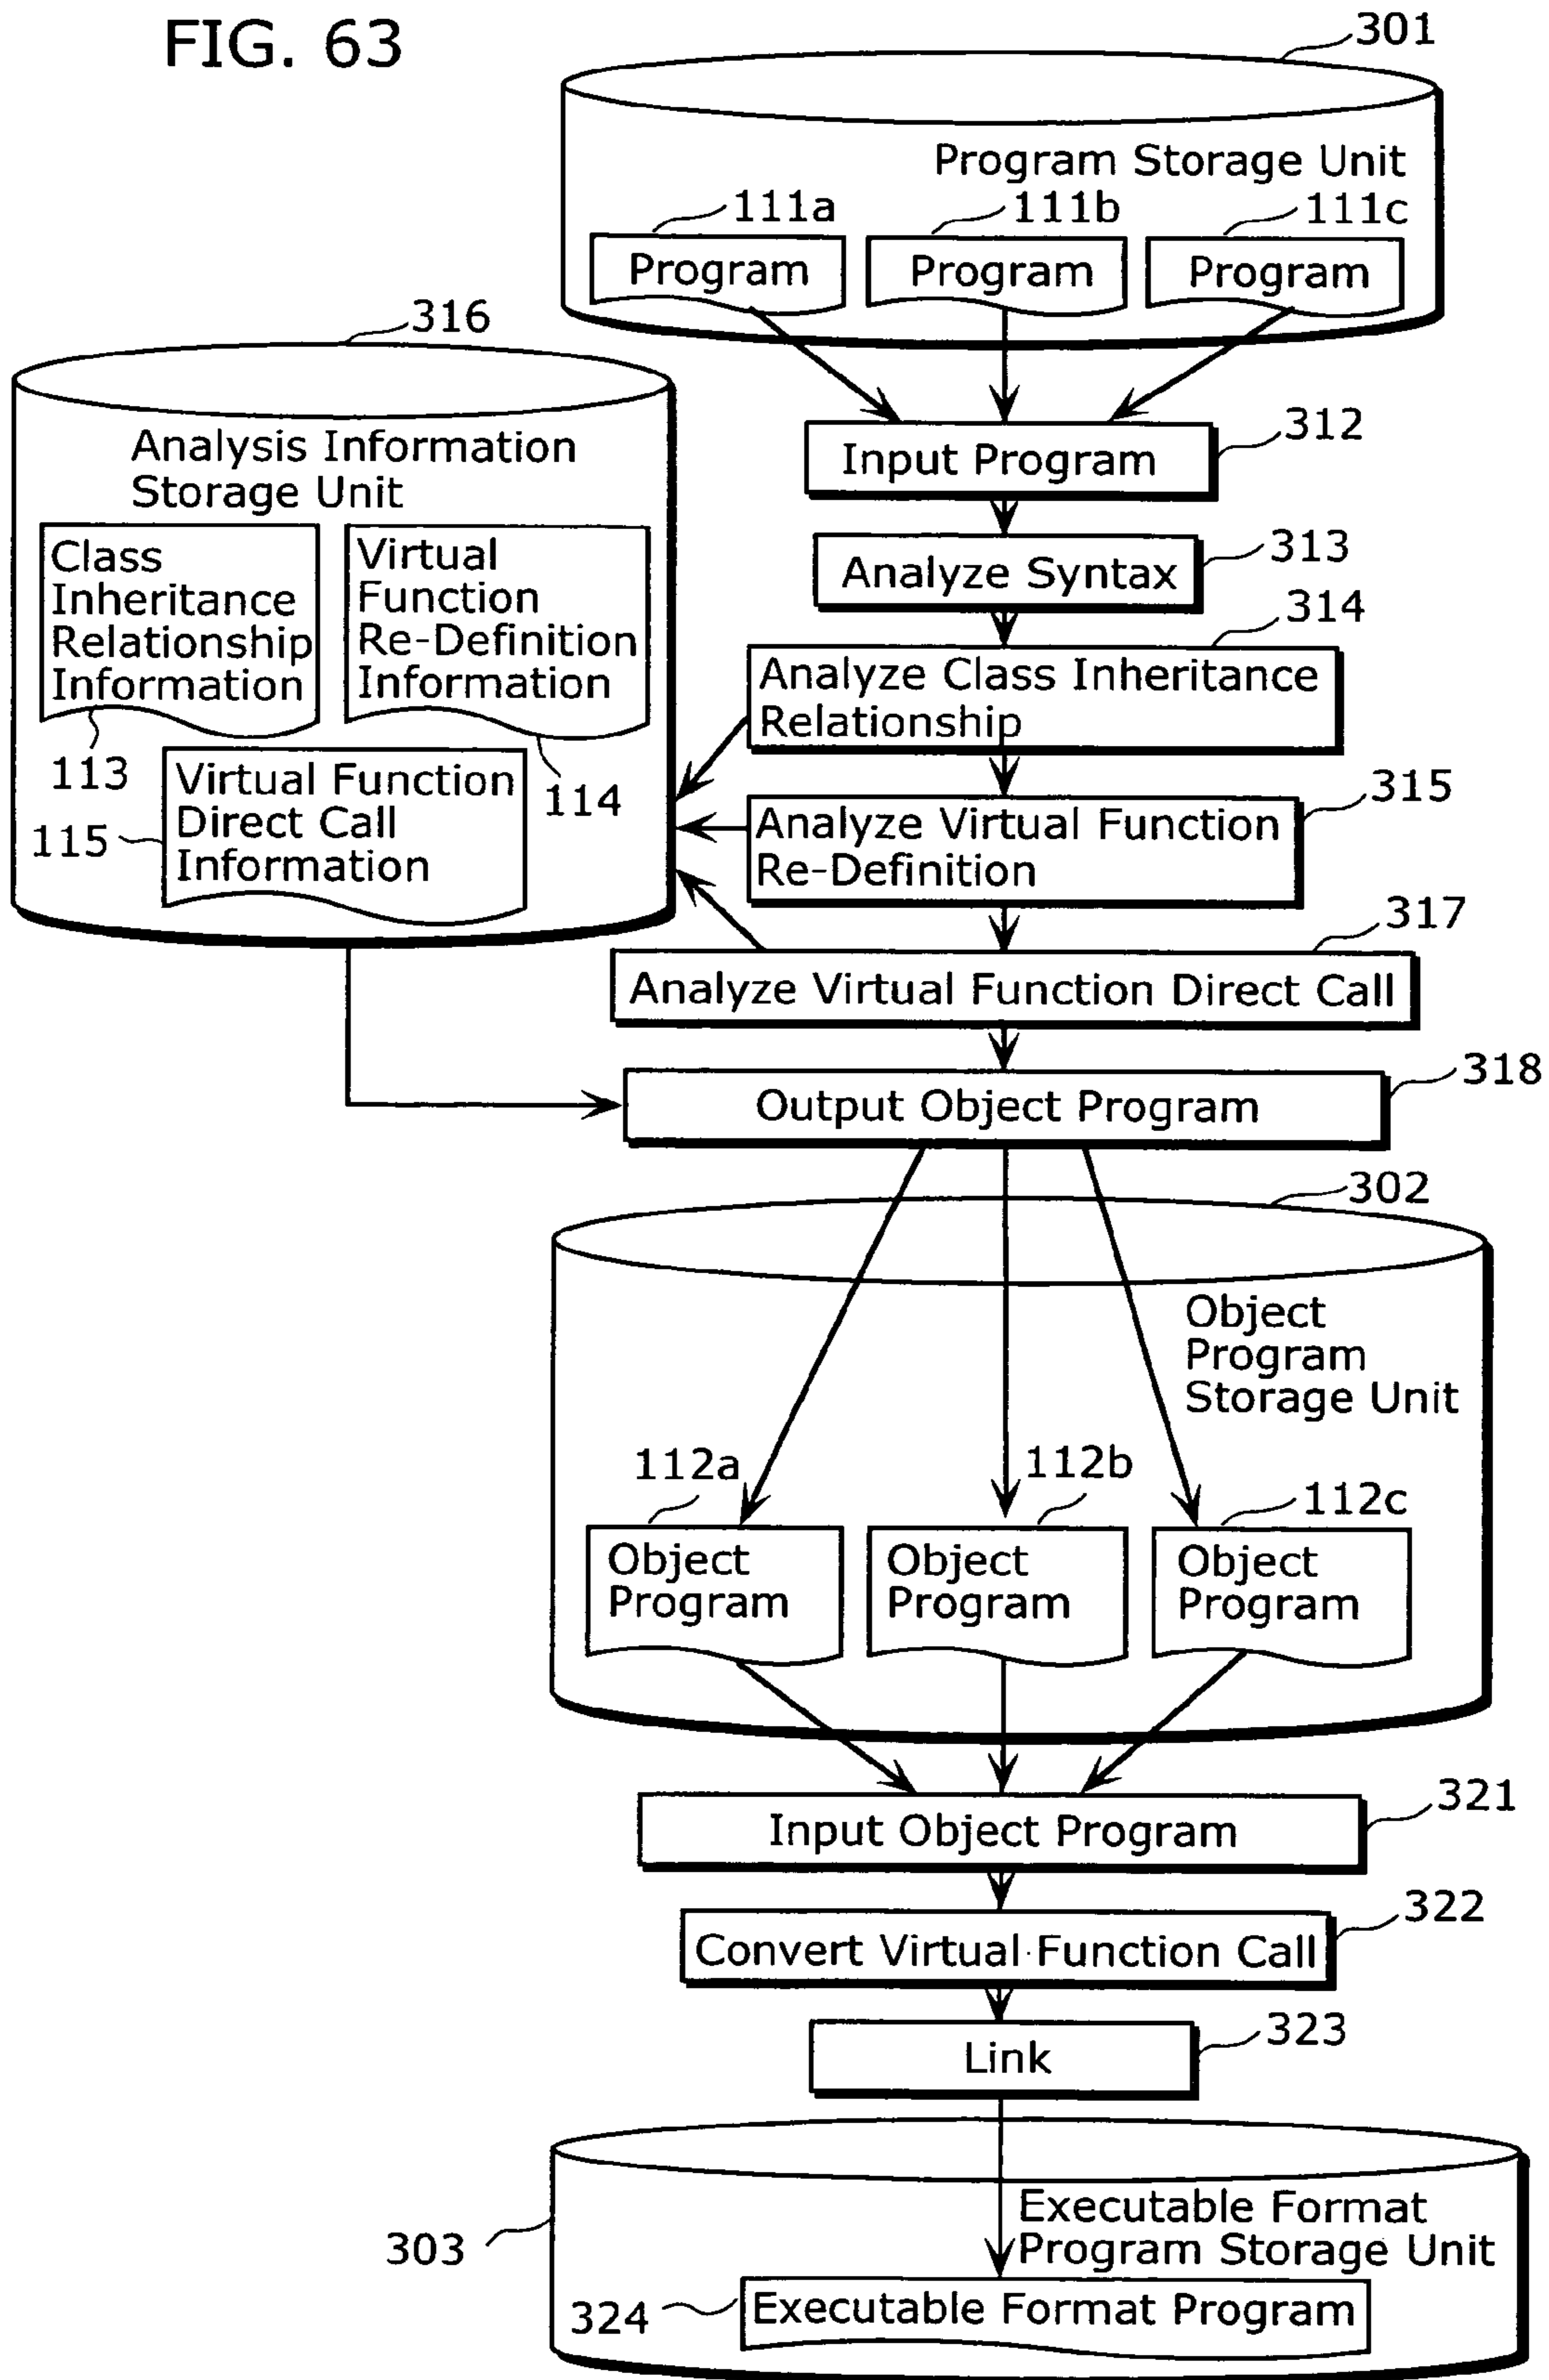 FIG. 63
301
Program Storage Unit
111a
111b
111c
Program
Program
Program
316
Analysis Information
Storage Unit
Class
Inheritance
Relationship
Information
Virtual
Function
Re-Definition
Information
113
114
Virtual Function
Direct Call
Information
115
312
Input Program
313
Analyze Syntax
314
Analyze Class Inheritance
Relationship
315
Analyze Virtual Function
Re-Definition
317
Analyze Virtual Function Direct Call
318
Output Object Program
302
Object
Program
Storage Unit
112a
112b
112c
Object
Program
Object
Program
Object
Program
321
Input Object Program
322
Convert Virtual Function Call
323
Link
303
Executable Format
Program Storage Unit
324
Executable Format Program